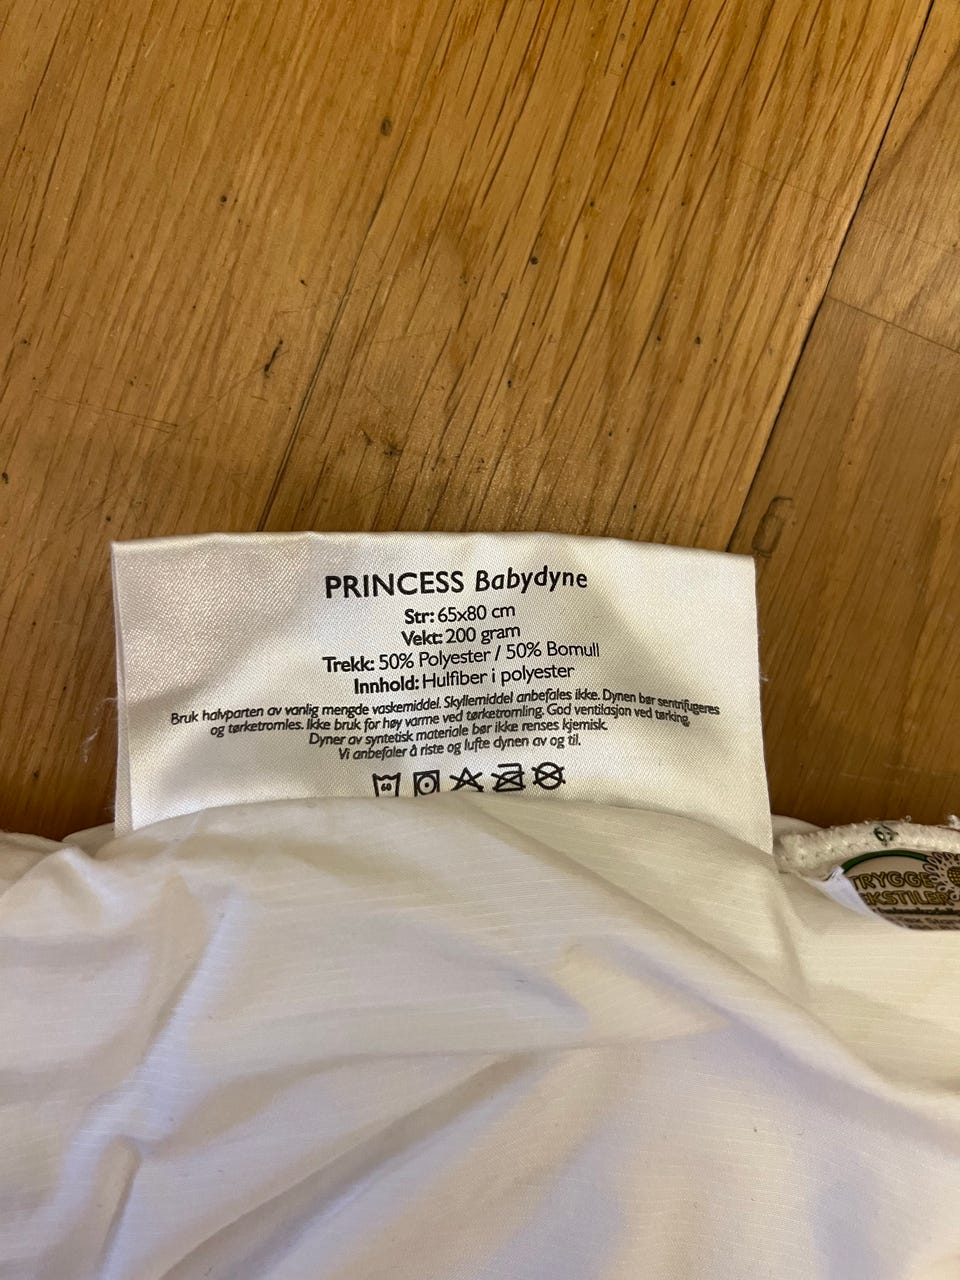 PRINCESS Babydyne
Str: 65x80 cm
Vekt: 200 gram
Trekk: 50% Polyester / 50% Bomull
Innhold: Hulfiber i polyester
Bruk halvparten av vanlig mengde vaskemiddel. Skyllemiddel anbefales ikke. Dynen bør sentrifugeres
og tørketromles. Ikke bruk for høy varme ved tørketromling. God ventilasjon ved tørking.
Dyner av syntetisk materiale bør ikke renses kjemisk.
Vi anbefaler å riste og lufte dynen av og til.
60
TRYGGE